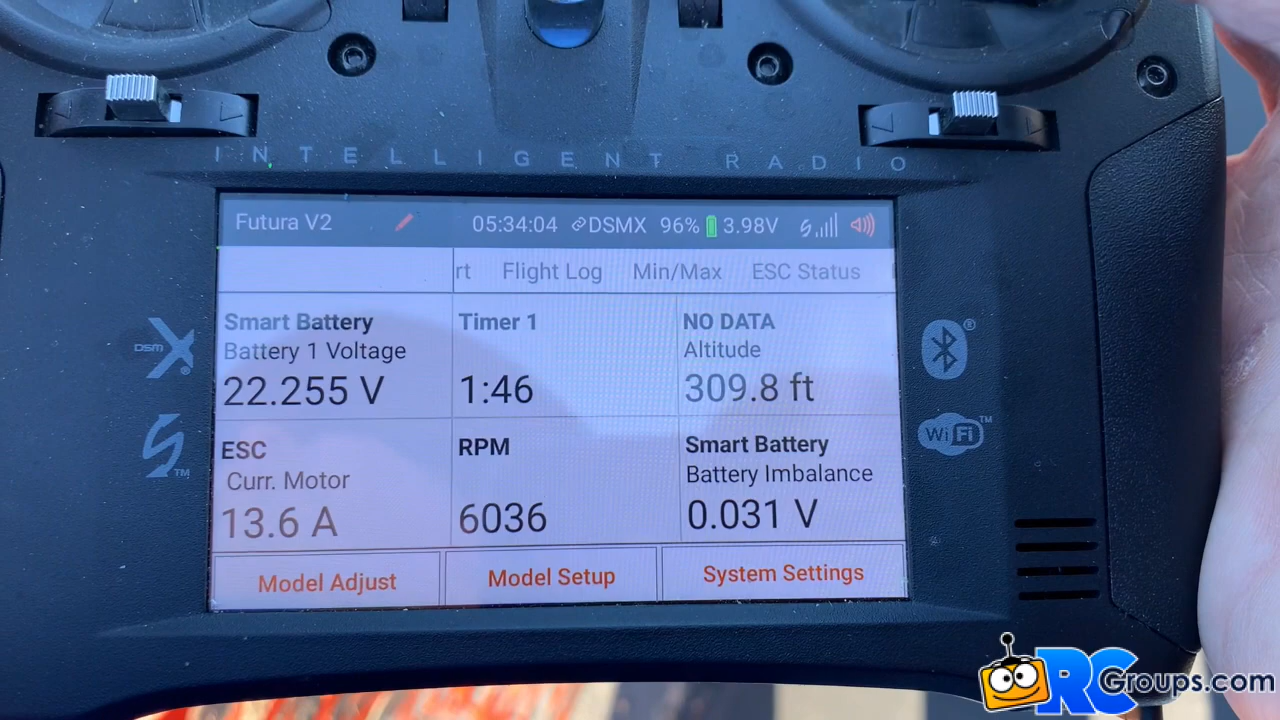 INTELLIGENT RADIO
Futura V2 05:34:04 DSMX 96% 3.98V
rt Flight Log Min/Max ESC Status
Smart Battery
Battery 1 Voltage
22.255 V
Timer 1
1:46
NO DATA
Altitude
309.8 ft
ESC
Curr. Motor
13.6 A
RPM
6036
Smart Battery
Battery Imbalance
0.031 V
Model Adjust
Model Setup
System Settings
DSM X®
™
®
WiFi™
RCGroups.com